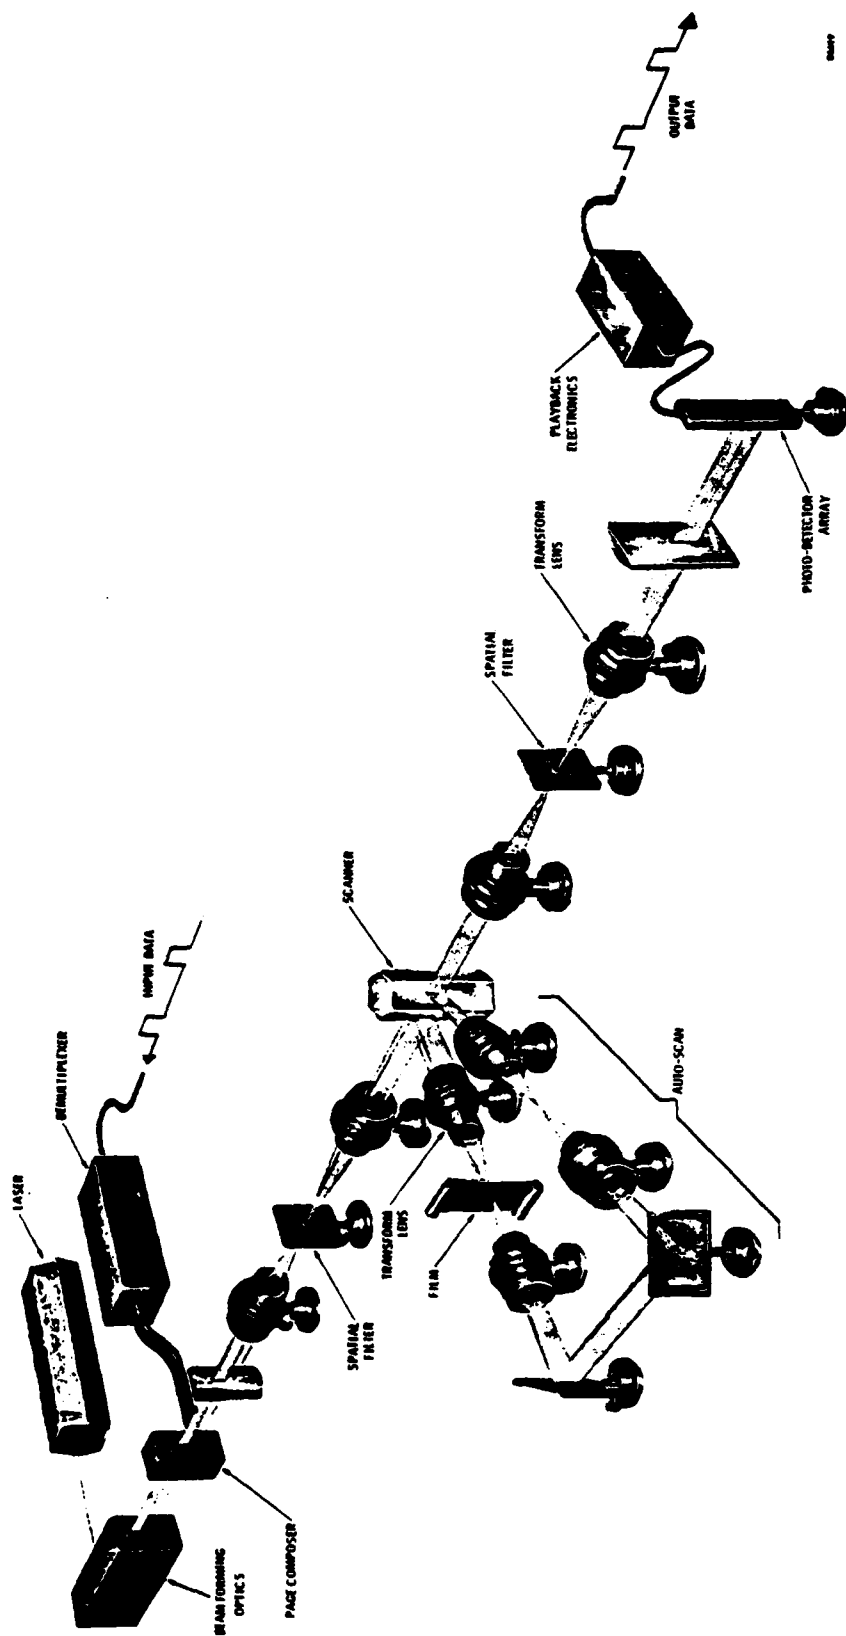 LASER
DEMULTIPLEXER
INPUT DATA
BEAM FORMING
OPTICS
PAGE COMPOSER
SPATIAL
FILTER
TRANSFORM
LENS
FILM
SCANNER
AUTO-SCAN
SPATIAL
FILTER
TRANSFORM
LENS
PLAYBACK
ELECTRONICS
PHOTO-DETECTOR
ARRAY
OUTPUT
DATA